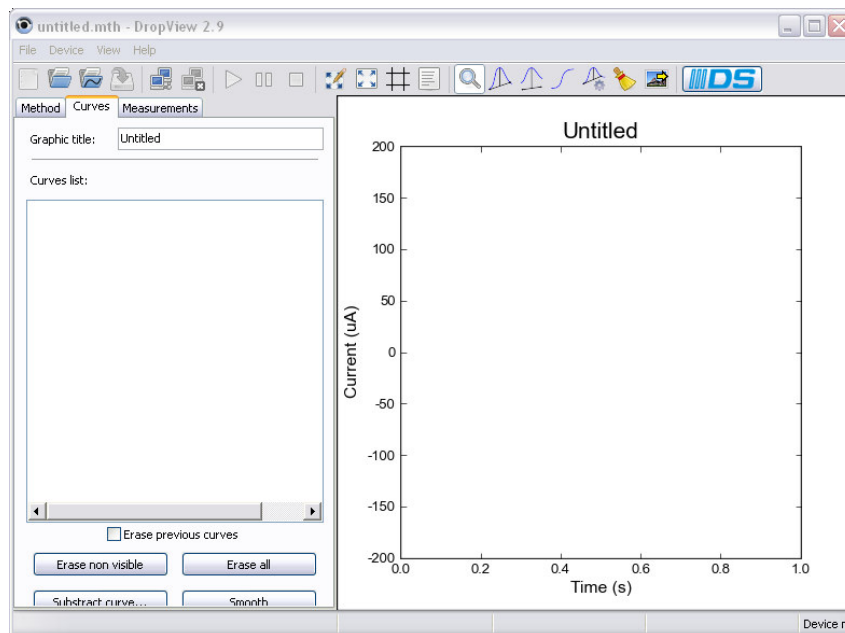 untitled.mth - DropView 2.9
File Device View Help
DS
Method Curves Measurements
Graphic title: Untitled
Curves list:
Erase previous curves
Erase non visible Erase all
Substract curve... Smooth
Untitled
200
150
100
50
0
-50
-100
-150
-200
Current (uA)
0.0 0.2 0.4 0.6 0.8 1.0
Time (s)
Device